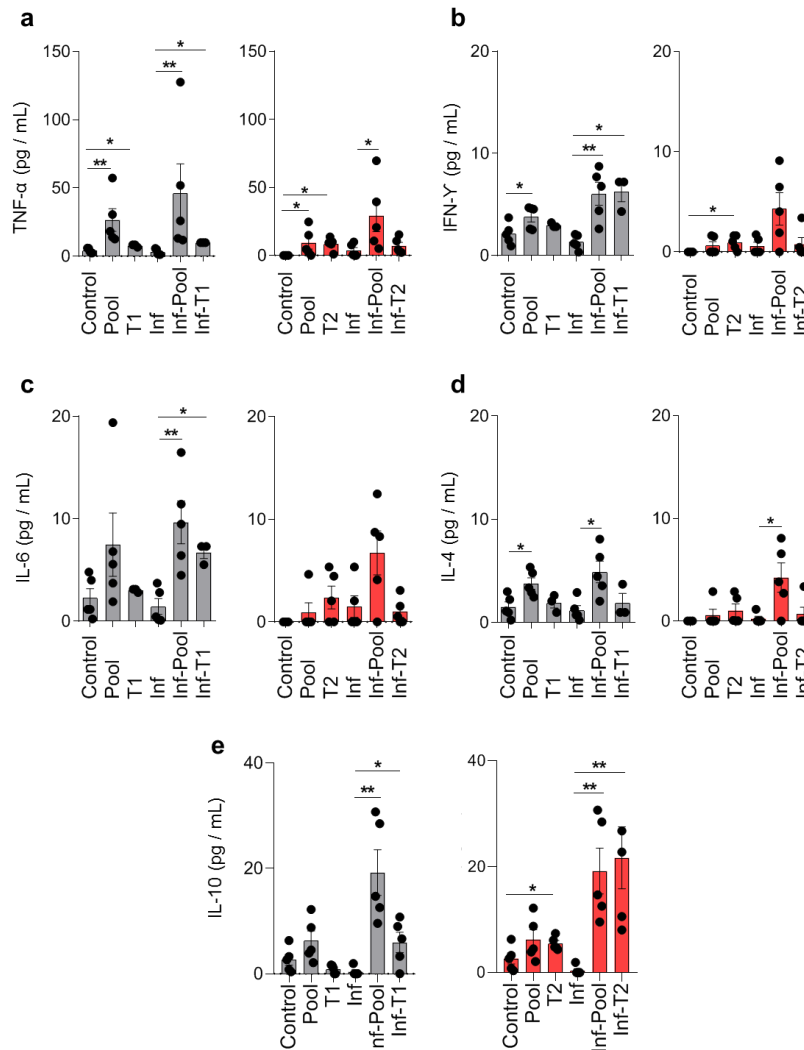 a
b
TNF-α (pg / mL)
150
100
50
0
*
**
*
**
Control
Pool
T1
Inf
Inf-Pool
Inf-T1
150
100
50
0
*
*
*
Control
Pool
T2
Inf
Inf-Pool
Inf-T2
IFN-Y (pg / mL)
20
10
0
*
*
**
Control
Pool
T1
Inf
Inf-Pool
Inf-T1
20
10
0
*
Control
Pool
T2
Inf
Inf-Pool
Inf-T2
c
d
IL-6 (pg / mL)
20
10
0
*
**
Control
Pool
T1
Inf
Inf-Pool
Inf-T1
20
10
0
Control
Pool
T2
Inf
Inf-Pool
Inf-T2
IL-4 (pg / mL)
20
10
0
*
*
Control
Pool
T1
Inf
Inf-Pool
Inf-T1
20
10
0
*
Control
Pool
T2
Inf
Inf-Pool
Inf-T2
e
IL-10 (pg / mL)
40
20
0
*
**
Control
Pool
T1
Inf
nf-Pool
Inf-T1
40
20
0
*
**
**
Control
Pool
T2
Inf
Inf-Pool
Inf-T2